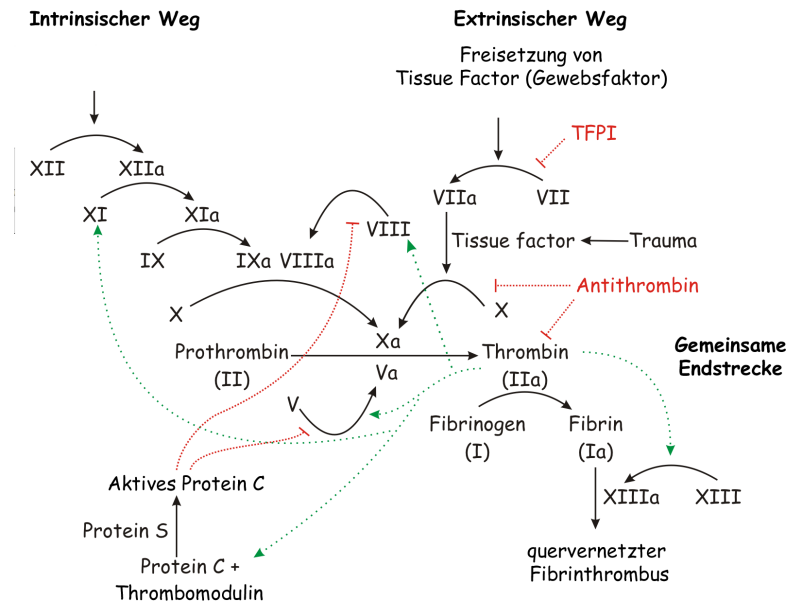 Intrinsischer Weg
Extrinsischer Weg
Freisetzung von
Tissue Factor (Gewebsfaktor)
TFPI
XII
XIIa
VIIa
VII
XI
XIa
VIII
Tissue factor
Trauma
IX
IXa
VIIIa
Antithrombin
X
X
Xa
Prothrombin
(II)
Thrombin
(IIa)
Gemeinsame
Endstrecke
Va
V
Fibrinogen
(I)
Fibrin
(Ia)
Aktives Protein C
XIIIa
XIII
Protein S
Protein C +
Thrombomodulin
quervernetzter
Fibrinthrombus